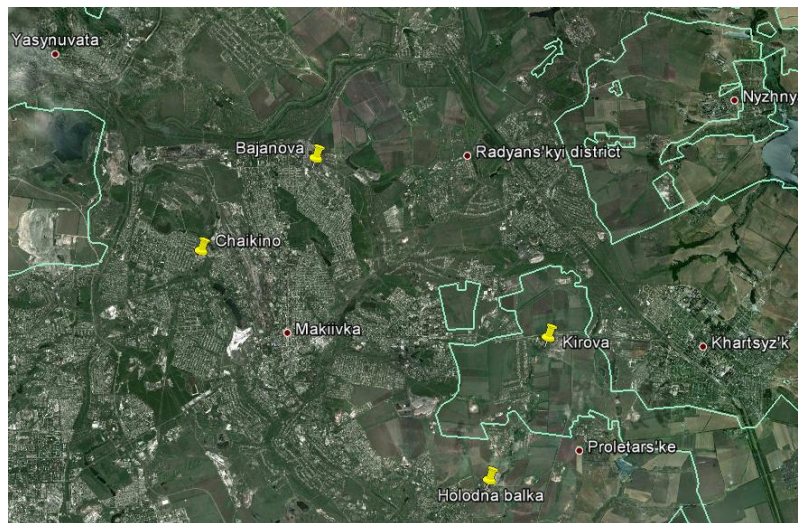 Yasynuvata
Nyzhny
Bajanova
Radyans'kyi district
Chaikino
Makiivka
Kirova
Khartsyz'k
Proletars'ke
Holodna balka